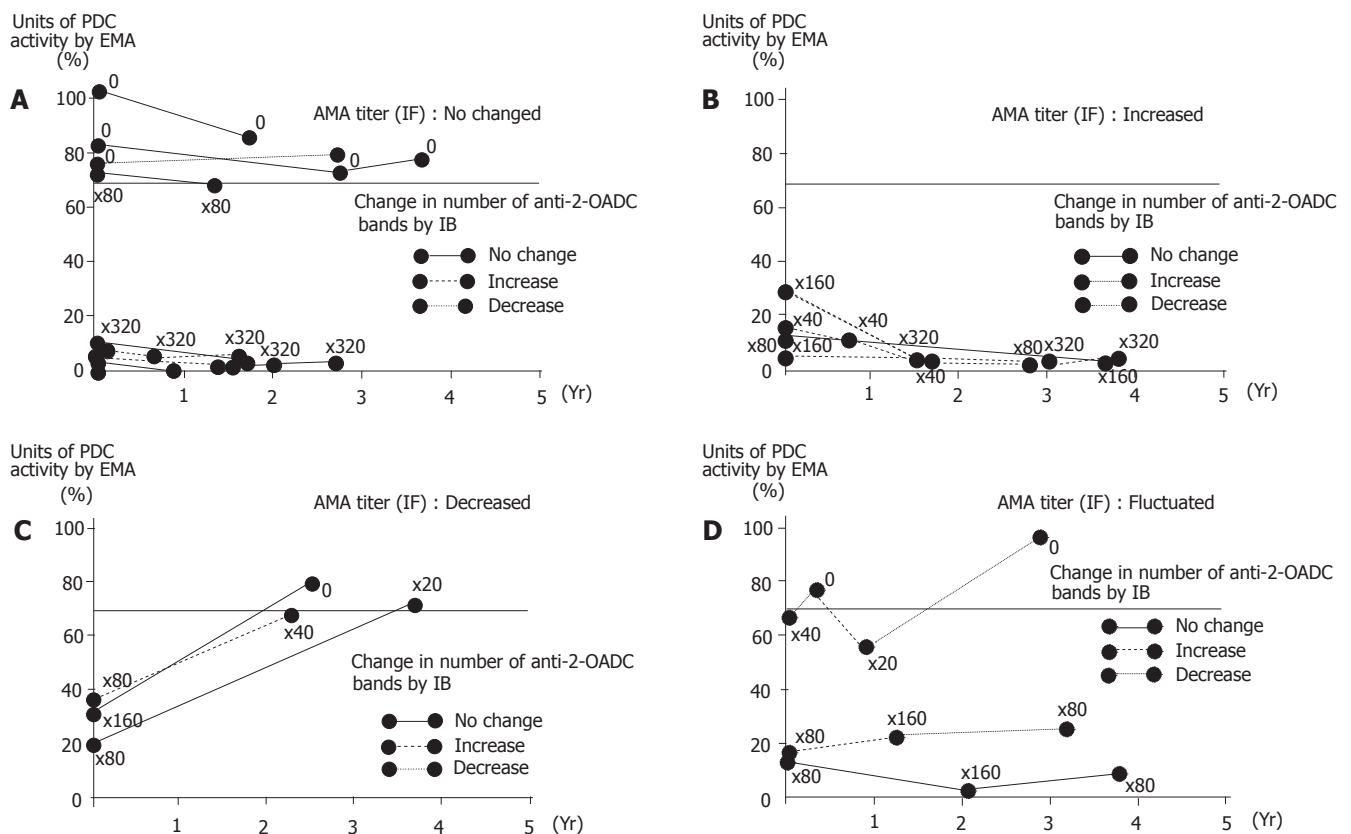 Units of PDC
activity by EMA
(%)
A
AMA titer (IF) : No changed
100
80
60
40
20
0
0
0
0
0
0
0
x80
x80
Change in number of anti-2-OADC
bands by IB
No change
Increase
Decrease
x320
x320
x320
x320
x320
1
2
3
4
5
(Yr)
Units of PDC
activity by EMA
(%)
B
AMA titer (IF) : Increased
100
80
60
40
20
0
Change in number of anti-2-OADC
bands by IB
No change
Increase
Decrease
x160
x40
x40
x80
x160
x320
x80
x320
x320
x40
x160
1
2
3
4
5
(Yr)
Units of PDC
activity by EMA
(%)
C
AMA titer (IF) : Decreased
100
80
60
40
20
0
0
x20
x40
x80
x160
x80
Change in number of anti-2-OADC
bands by IB
No change
Increase
Decrease
1
2
3
4
5
(Yr)
Units of PDC
activity by EMA
(%)
D
AMA titer (IF) : Fluctuated
100
80
60
40
20
0
0
0
x40
x20
Change in number of anti-2-OADC
bands by IB
No change
Increase
Decrease
x80
x160
x80
x80
x160
x80
1
2
3
4
5
(Yr)